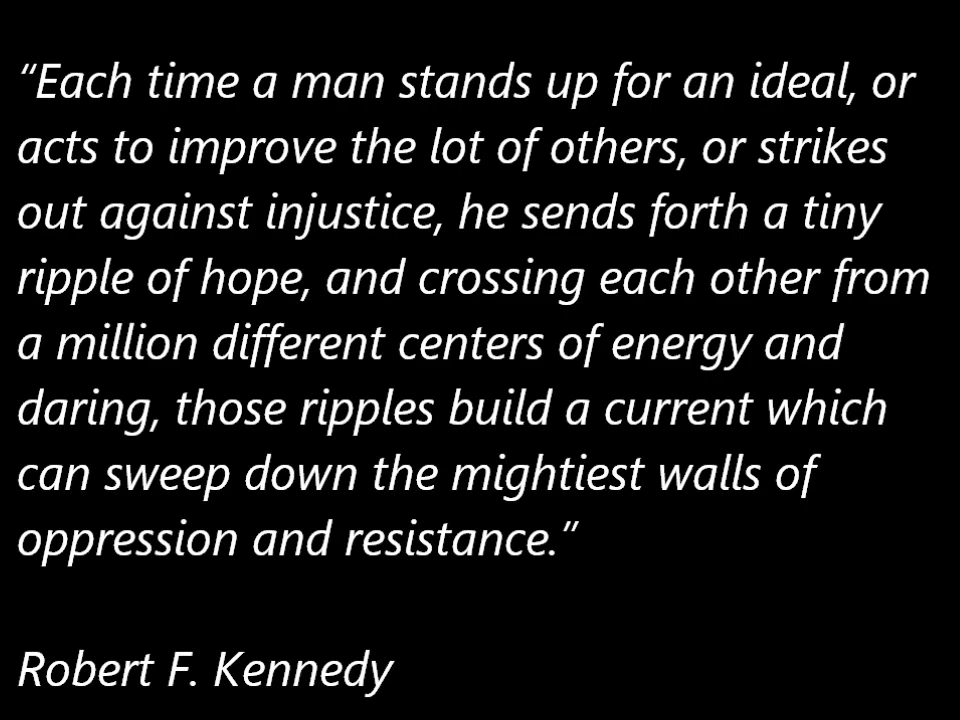 “Each time a man stands up for an ideal, or
acts to improve the lot of others, or strikes
out against injustice, he sends forth a tiny
ripple of hope, and crossing each other from
a million different centers of energy and
daring, those ripples build a current which
can sweep down the mightiest walls of
oppression and resistance.”
Robert F. Kennedy